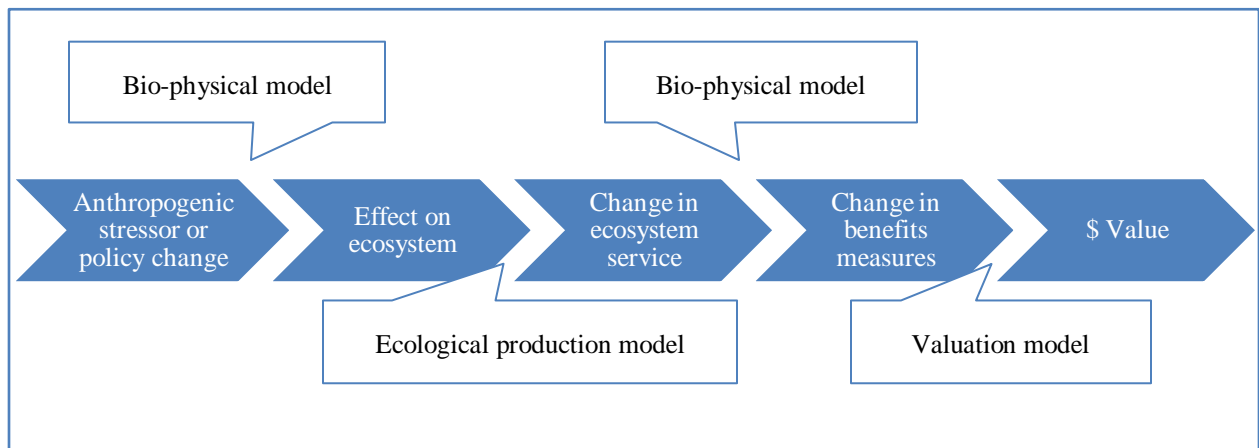 Bio-physical model
Bio-physical model
Anthropogenic
stressor or
policy change
Effect on
ecosystem
Change in
ecosystem
service
Change in
benefits
measures
$ Value
Ecological production model
Valuation model